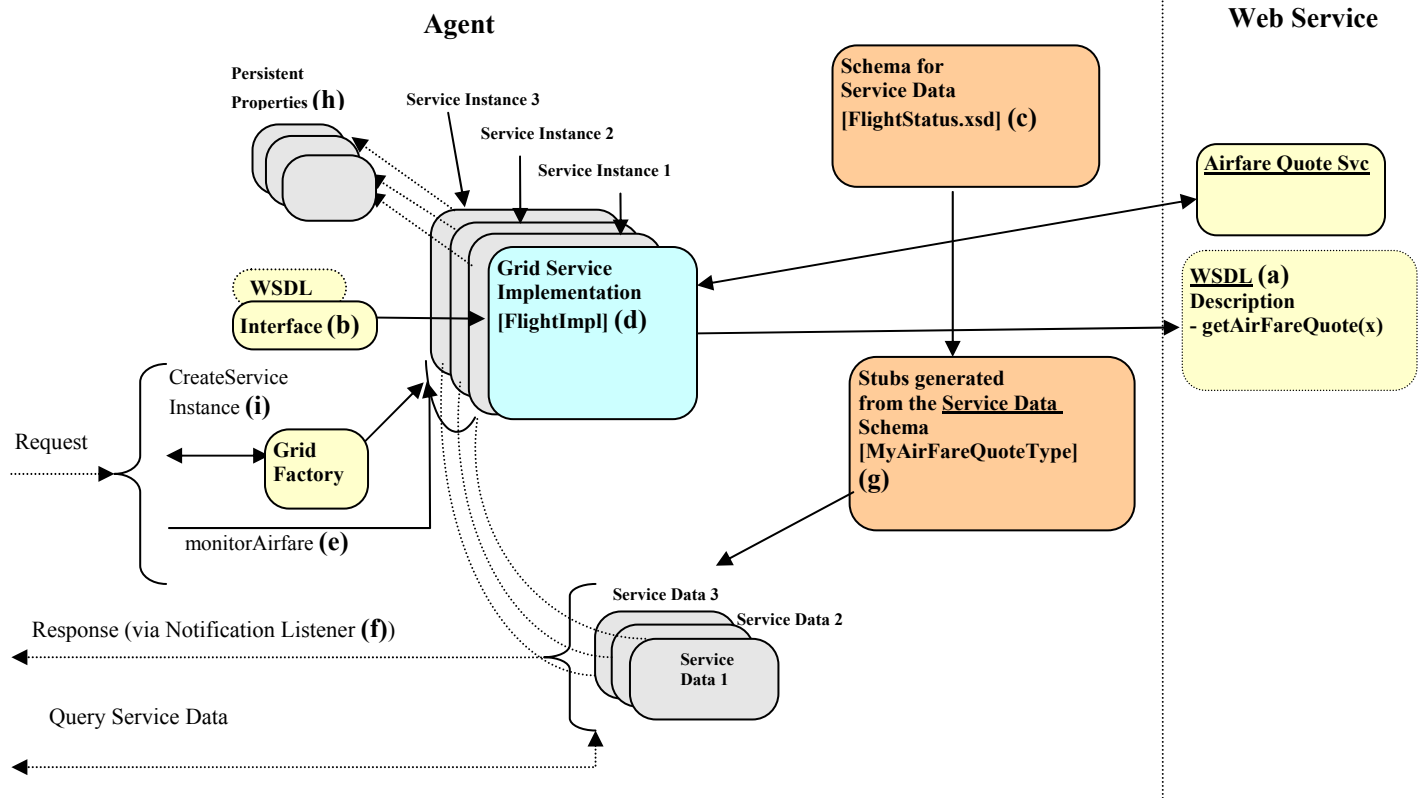 Agent
Web Service
Persistent
Properties (h)
Service Instance 3
Service Instance 2
Service Instance 1
Schema for
Service Data
[FlightStatus.xsd] (c)
Airfare Quote Svc
WSDL
Interface (b)
Grid Service
Implementation
[FlightImpl] (d)
WSDL (a)
Description
- getAirFareQuote(x)
CreateService
Instance (i)
Request
Grid
Factory
monitorAirfare (e)
Stubs generated
from the Service Data
Schema
[MyAirFareQuoteType]
(g)
Response (via Notification Listener (f))
Service Data 3
Service Data 2
Service
Data 1
Query Service Data